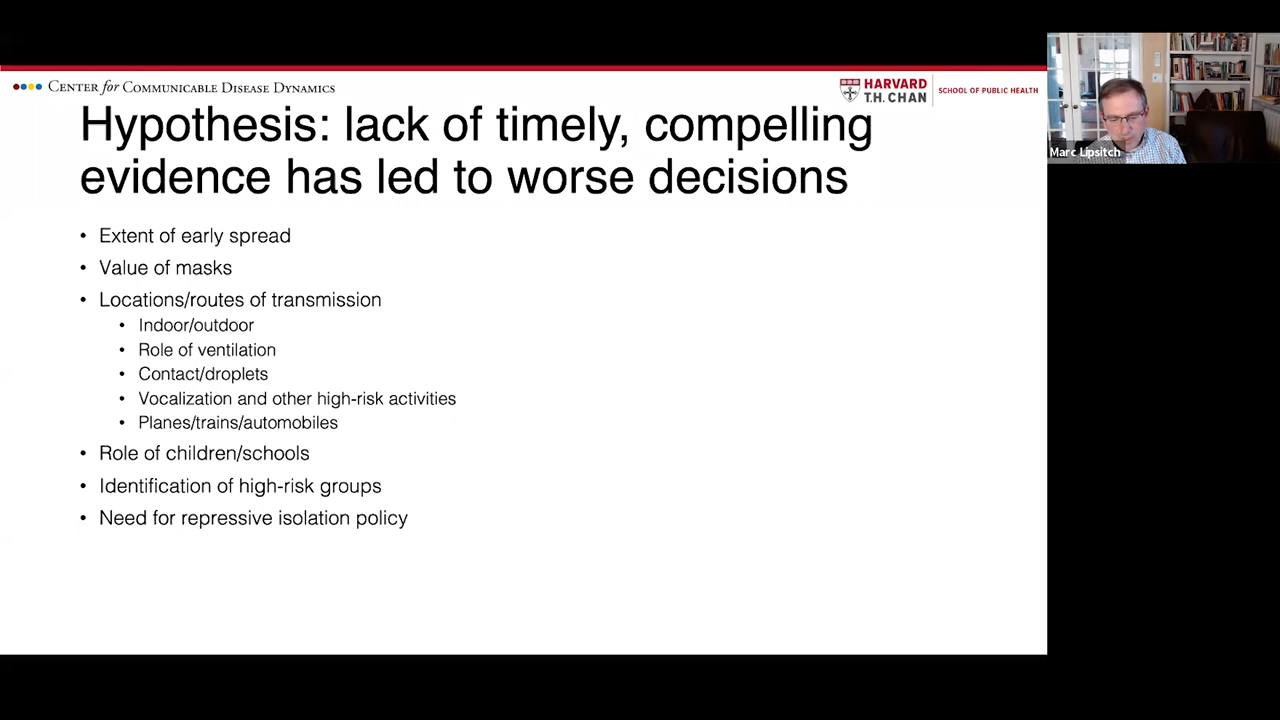 CENTER for COMMUNICABLE DISEASE DYNAMICS
HARVARD
T.H. CHAN
SCHOOL OF PUBLIC HEALTH
Hypothesis: lack of timely, compelling
evidence has led to worse decisions
• Extent of early spread
• Value of masks
• Locations/routes of transmission
• Indoor/outdoor
• Role of ventilation
• Contact/droplets
• Vocalization and other high-risk activities
• Planes/trains/automobiles
• Role of children/schools
• Identification of high-risk groups
• Need for repressive isolation policy
Marc Lipsitch